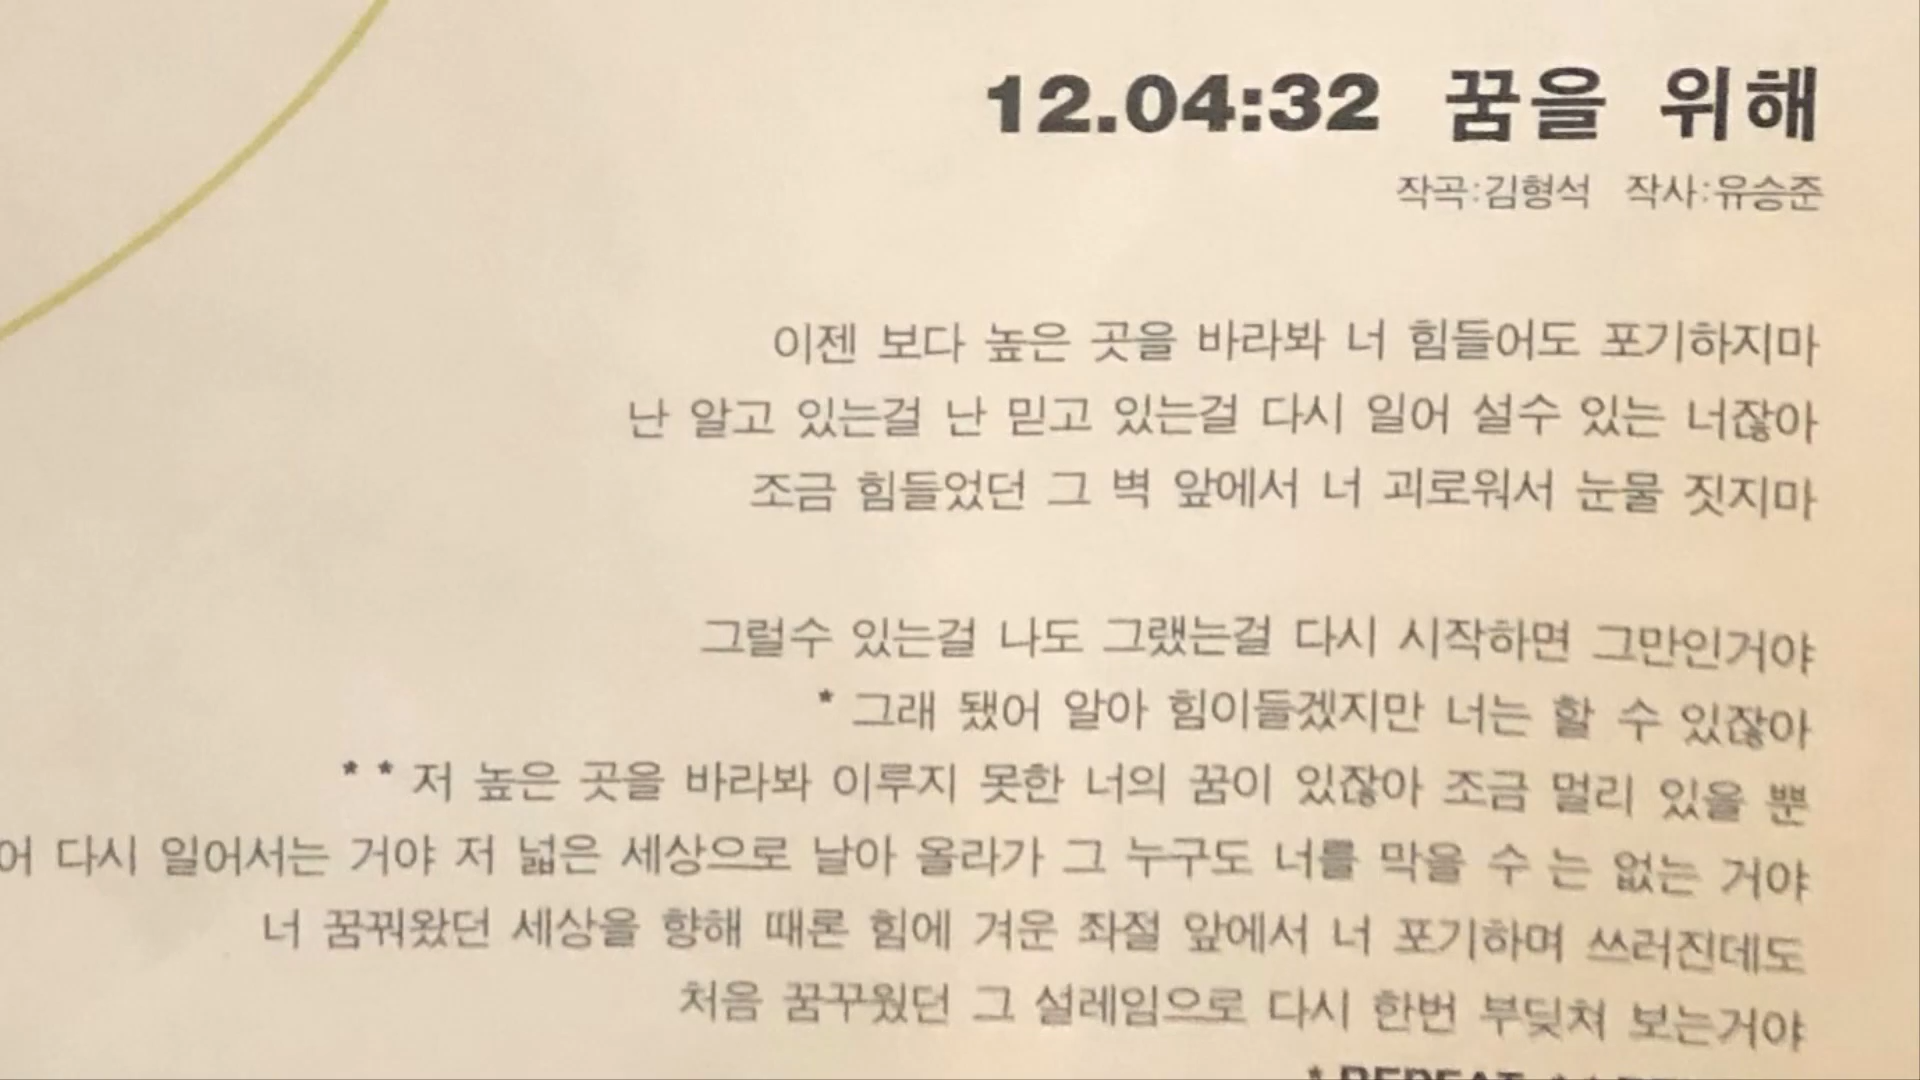 12.04:32 꿈을 위해
작곡:김형석 작사:유승준
이젠 보다 높은 곳을 바라봐 너 힘들어도 포기하지마
난 알고 있는걸 난 믿고 있는걸 다시 일어 설수 있는 너잖아
조금 힘들었던 그 벽 앞에서 너 괴로워서 눈물 짓지마
그럴수 있는걸 나도 그랬는걸 다시 시작하면 그만인거야
* 그래 됐어 알아 힘이들겠지만 너는 할 수 있잖아
* * 저 높은 곳을 바라봐 이루지 못한 너의 꿈이 있잖아 조금 멀리 있을 뿐
어 다시 일어서는 거야 저 넓은 세상으로 날아 올라가 그 누구도 너를 막을 수 는 없는 거야
너 꿈꿔왔던 세상을 향해 때론 힘에 겨운 좌절 앞에서 너 포기하며 쓰러진데도
처음 꿈꾸웠던 그 설레임으로 다시 한번 부딪쳐 보는거야
* REPEAT